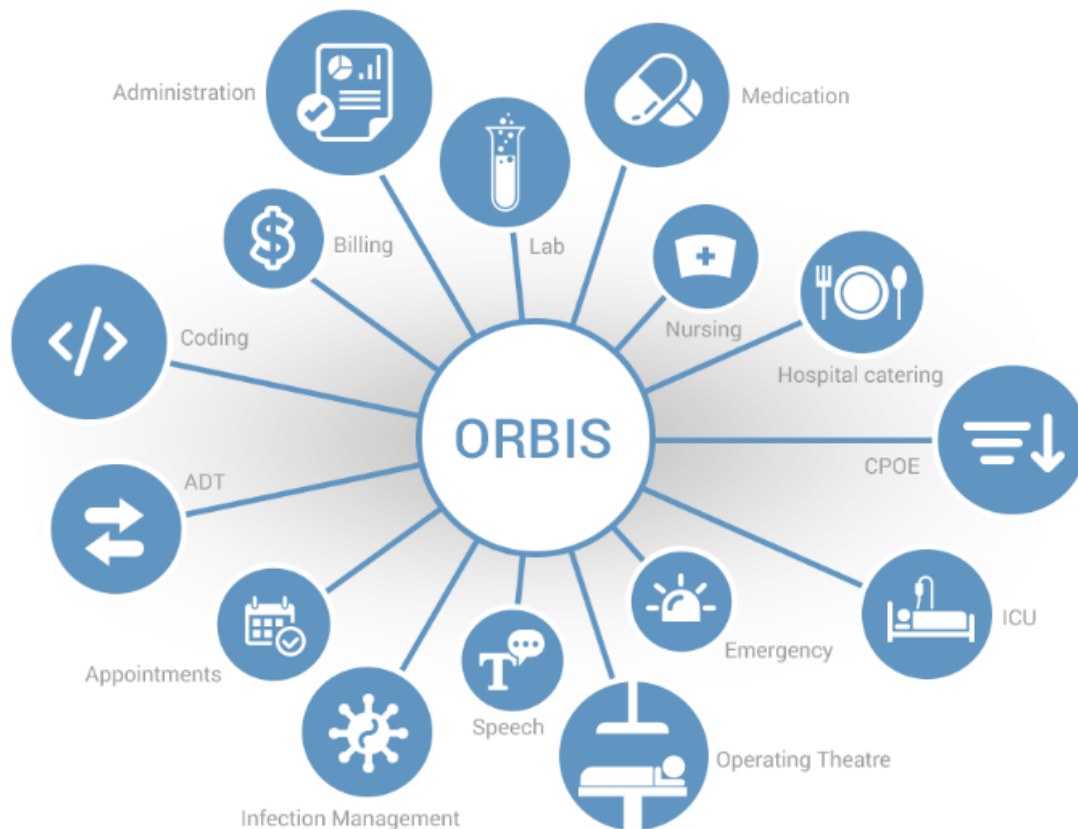 Administration
Medication
Billing
Lab
Nursing
Coding
Hospital catering
ORBIS
CPOE
ADT
ICU
Emergency
Appointments
Speech
Operating Theatre
Infection Management